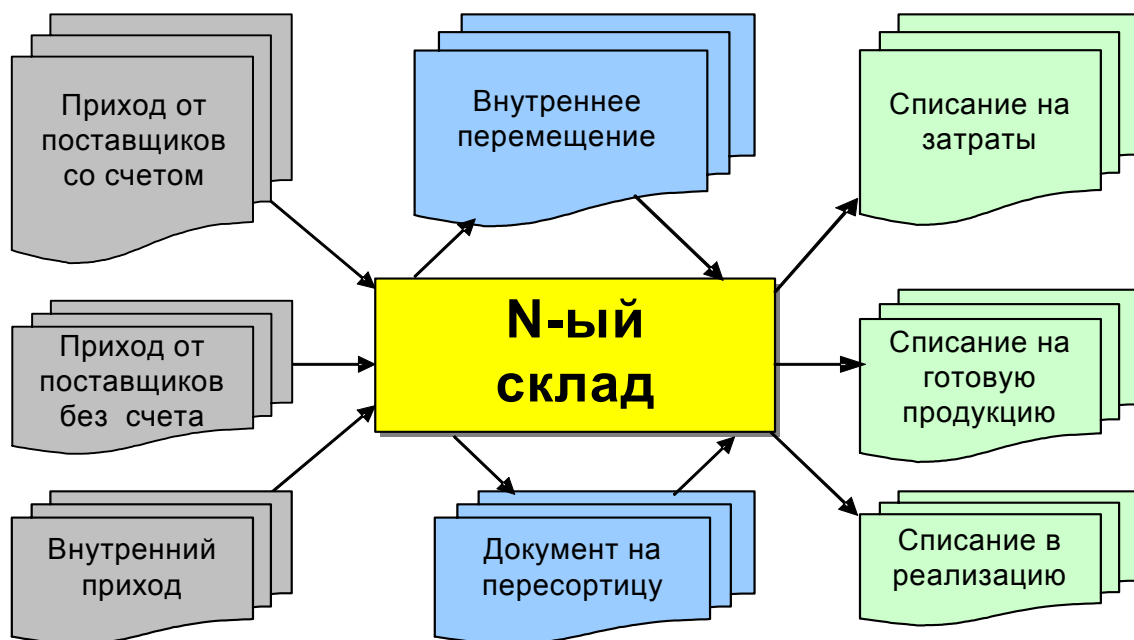 Приход от
поставщиков
со счетом
Внутреннее
перемещение
Списание на
затраты
N-ый
склад
Приход от
поставщиков
без счета
Списание на
готовую
продукцию
Внутренний
приход
Документ на
пересортицу
Списание в
реализацию